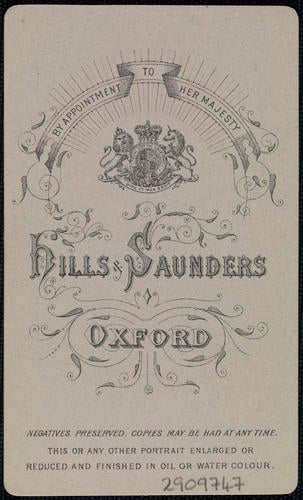 BY APPOINTMENT TO HER MAJESTY
HILLS & SAUNDERS
OXFORD
NEGATIVES PRESERVED. COPIES MAY BE HAD AT ANY TIME.
THIS OR ANY OTHER PORTRAIT ENLARGED OR
REDUCED AND FINISHED IN OIL OR WATER COLOUR.
2909747